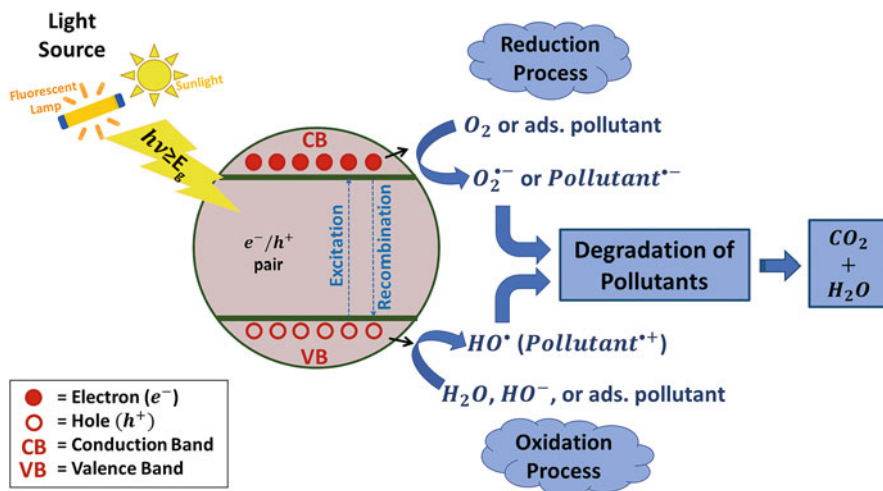 Light
Source
Fluorescent
Lamp
Sunlight
hν≥E_g
CB
e⁻/h⁺
pair
Excitation
Recombination
VB
Reduction
Process
O₂ or ads. pollutant
O₂•⁻ or Pollutant•⁻
Degradation of
Pollutants
CO₂
+
H₂O
HO• (Pollutant•⁺)
H₂O, HO⁻, or ads. pollutant
Oxidation
Process
= Electron (e⁻)
= Hole (h⁺)
CB = Conduction Band
VB = Valence Band